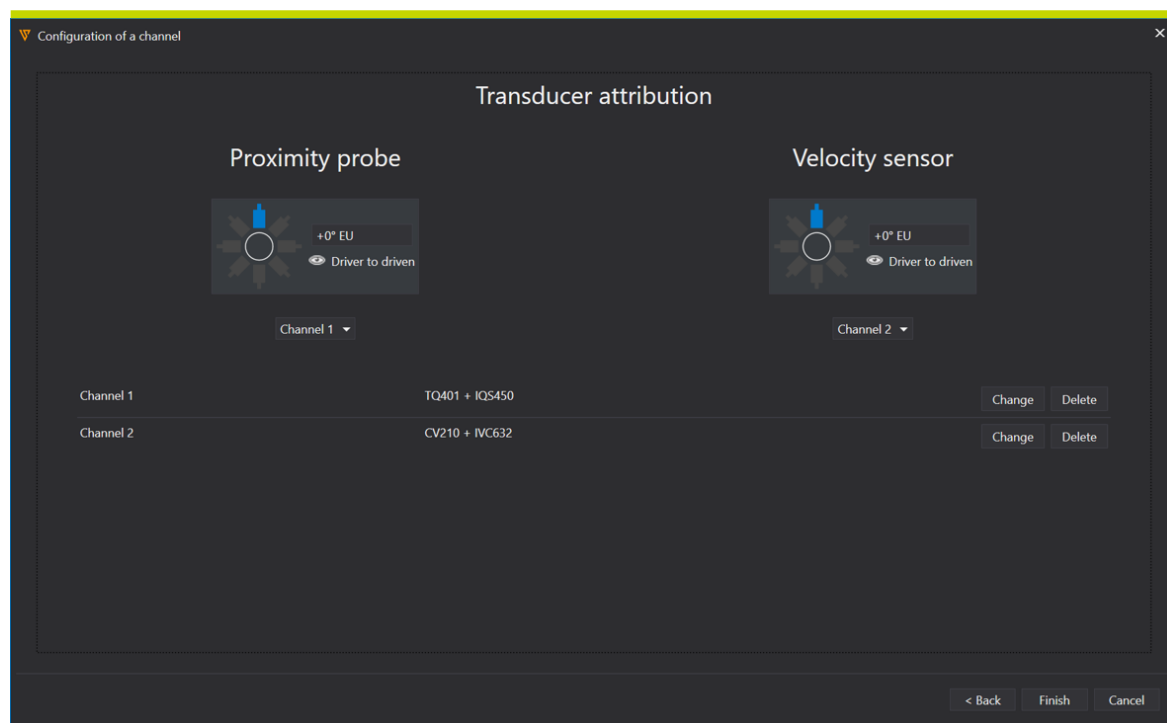 Configuration of a channel
Transducer attribution
Proximity probe
Velocity sensor
+0° EU
Driver to driven
+0° EU
Driver to driven
Channel 1
Channel 2
Channel 1 TQ401 + IQS450 Change Delete
Channel 2 CV210 + IVC632 Change Delete
< Back Finish Cancel